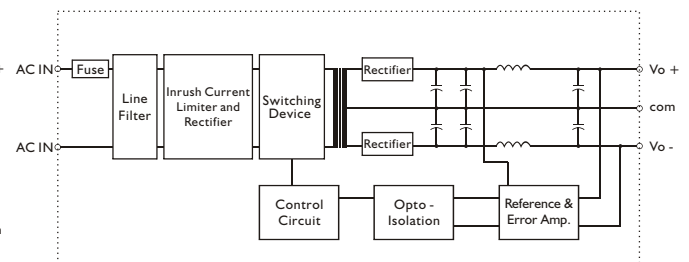 AC IN
Fuse
Line
Filter
Inrush Current
Limiter and
Rectifier
Switching
Device
Rectifier
Vo +
com
AC IN
Rectifier
Vo -
Control
Circuit
Opto -
Isolation
Reference &
Error Amp.